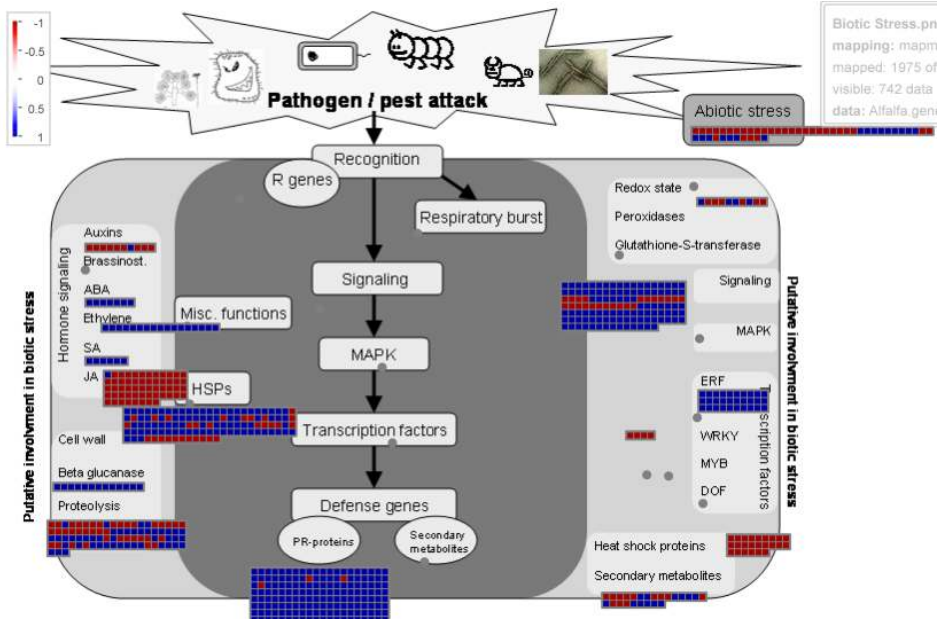 -1
-0.5
0
0.5
1
Biotic Stress.pn
mapping: mapm
mapped: 1975 of
visible: 742 data
data: Alfalfa.gene
Pathogen / pest attack
Abiotic stress
Recognition
R genes
Respiratory burst
Redox state
Peroxidases
Glutathione-S-transferase
Auxins
Brassinost.
ABA
Ethylene
SA
JA
Hormone signaling
Misc. functions
HSPs
Signaling
MAPK
Transcription factors
Defense genes
PR-proteins
Secondary
metabolites
Signaling
MAPK
ERF
WRKY
MYB
DOF
T
scription factors
Putative involvment in biotic stress
Putative involvment in biotic stress
Cell wall
Beta glucanase
Proteolysis
Heat shock proteins
Secondary metabolites